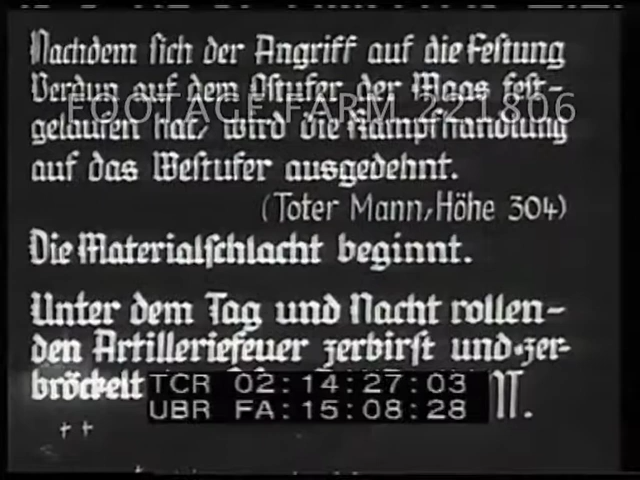 Nachdem sich der Angriff auf die Festung
Verdun auf dem Ostufer der Maas fest-
FOOTAGE FARM 221806
gelaufen hat, wird die Kampfhandlung
auf das Westufer ausgedehnt.
(Toter Mann, Höhe 304)
Die Materialschlacht beginnt.
Unter dem Tag und Nacht rollen-
den Artilleriefeuer zerbirst und zer-
bröckelt
TCR 02:14:27:03
UBR FA:15:08:28